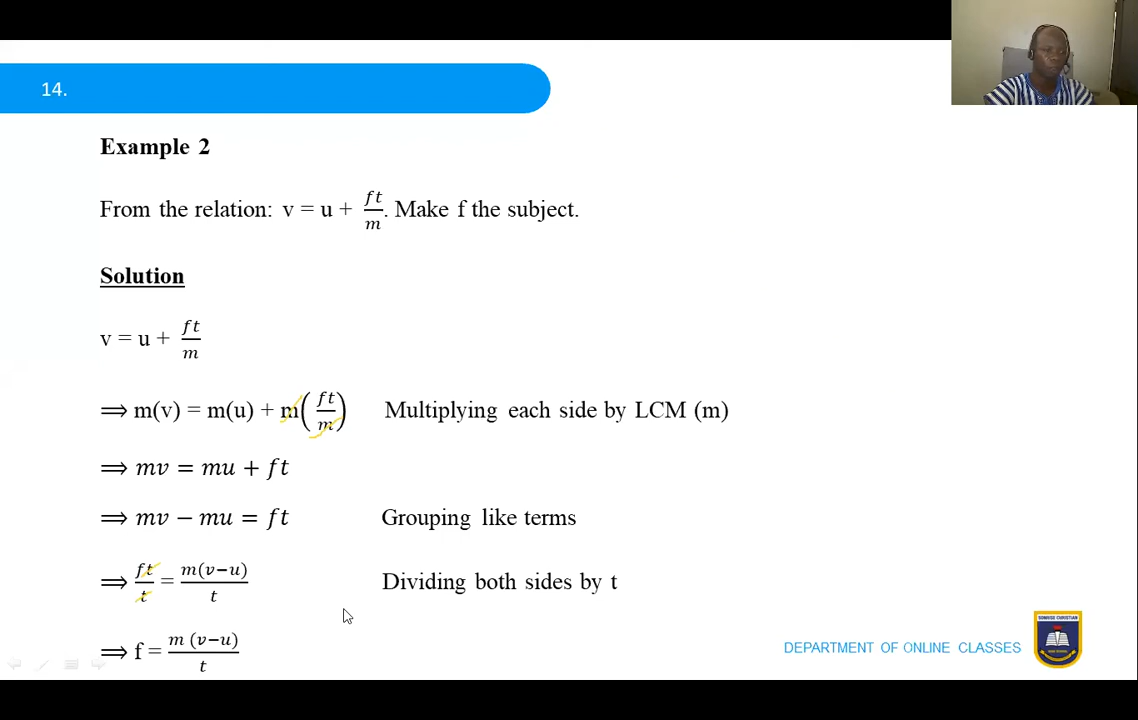 14.
Example 2
From the relation: v = u + ft/m. Make f the subject.
Solution
v = u + ft/m
⟹ m(v) = m(u) + m(ft/m) Multiplying each side by LCM (m)
⟹ mv = mu + ft
⟹ mv − mu = ft Grouping like terms
⟹ ft/t = m(v−u)/t Dividing both sides by t
⟹ f = m (v−u)/t
DEPARTMENT OF ONLINE CLASSES